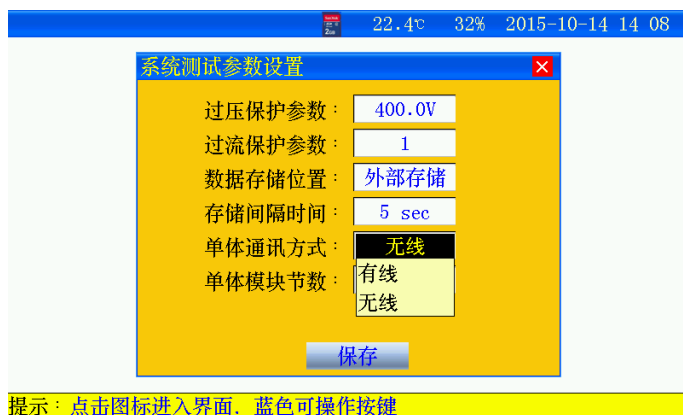 22.4℃ 32% 2015-10-14 14 08
系统测试参数设置
过压保护参数： 400.0V
过流保护参数： 1
数据存储位置： 外部存储
存储间隔时间： 5 sec
单体通讯方式： 无线
单体模块节数： 有线
无线
保存
提示：点击图标进入界面，蓝色可操作按键